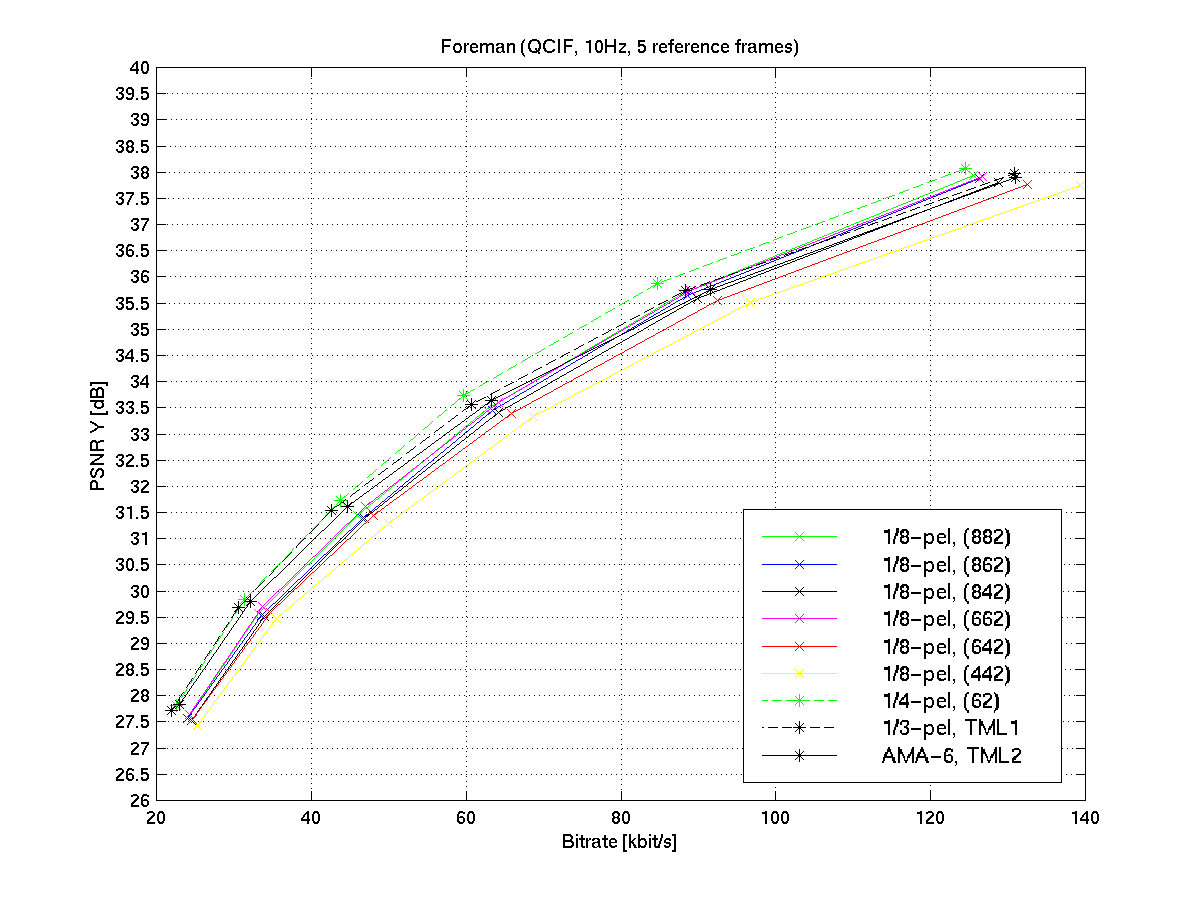 Foreman (QCIF, 10Hz, 5 reference frames)
40
39.5
39
38.5
38
37.5
37
36.5
36
35.5
35
34.5
34
33.5
33
32.5
32
31.5
31
30.5
30
29.5
29
28.5
28
27.5
27
26.5
26
PSNR Y [dB]
1/8-pel, (882)
1/8-pel, (862)
1/8-pel, (842)
1/8-pel, (662)
1/8-pel, (642)
1/8-pel, (442)
1/4-pel, (62)
1/3-pel, TML1
AMA-6, TML2
20 40 60 80 100 120 140
Bitrate [kbit/s]